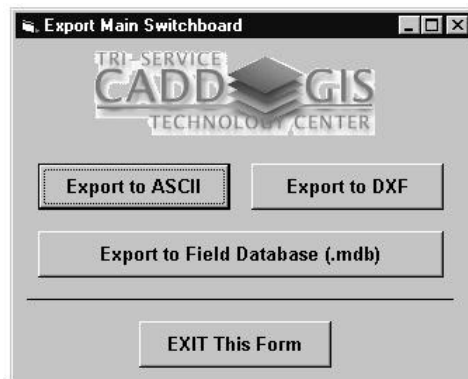 Export Main Switchboard
TRI-SERVICE
CADD GIS
TECHNOLOGY CENTER
Export to ASCII
Export to DXF
Export to Field Database (.mdb)
EXIT This Form